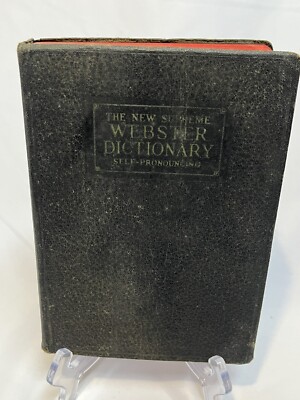 THE NEW SUPREME
WEBSTER
DICTIONARY
SELF-PRONOUNCING